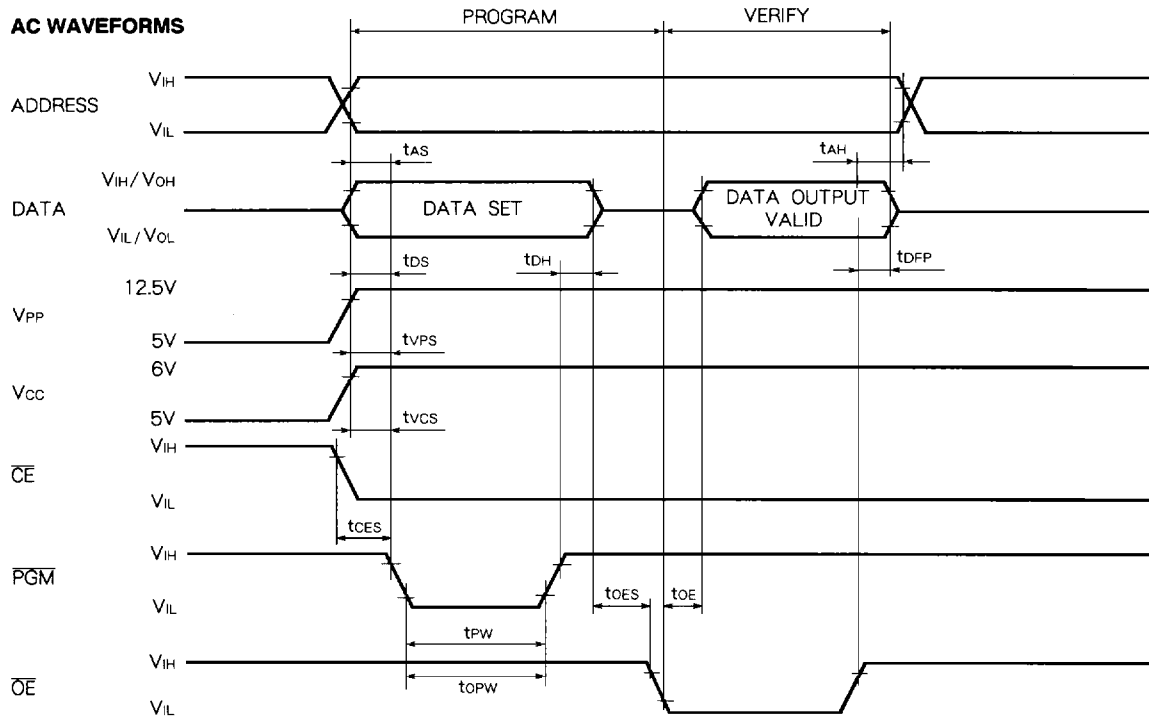 AC WAVEFORMS
PROGRAM
VERIFY
VIH
ADDRESS
VIL
tAS
tAH
VIH/VOH
DATA
DATA SET
DATA OUTPUT
VALID
VIL/VOL
tDS
tDH
tDFP
12.5V
VPP
5V
tVPS
6V
VCC
5V
tVCS
VIH
CE
VIL
tCES
VIH
PGM
VIL
tOES
tOE
tPW
VIH
tOPW
OE
VIL